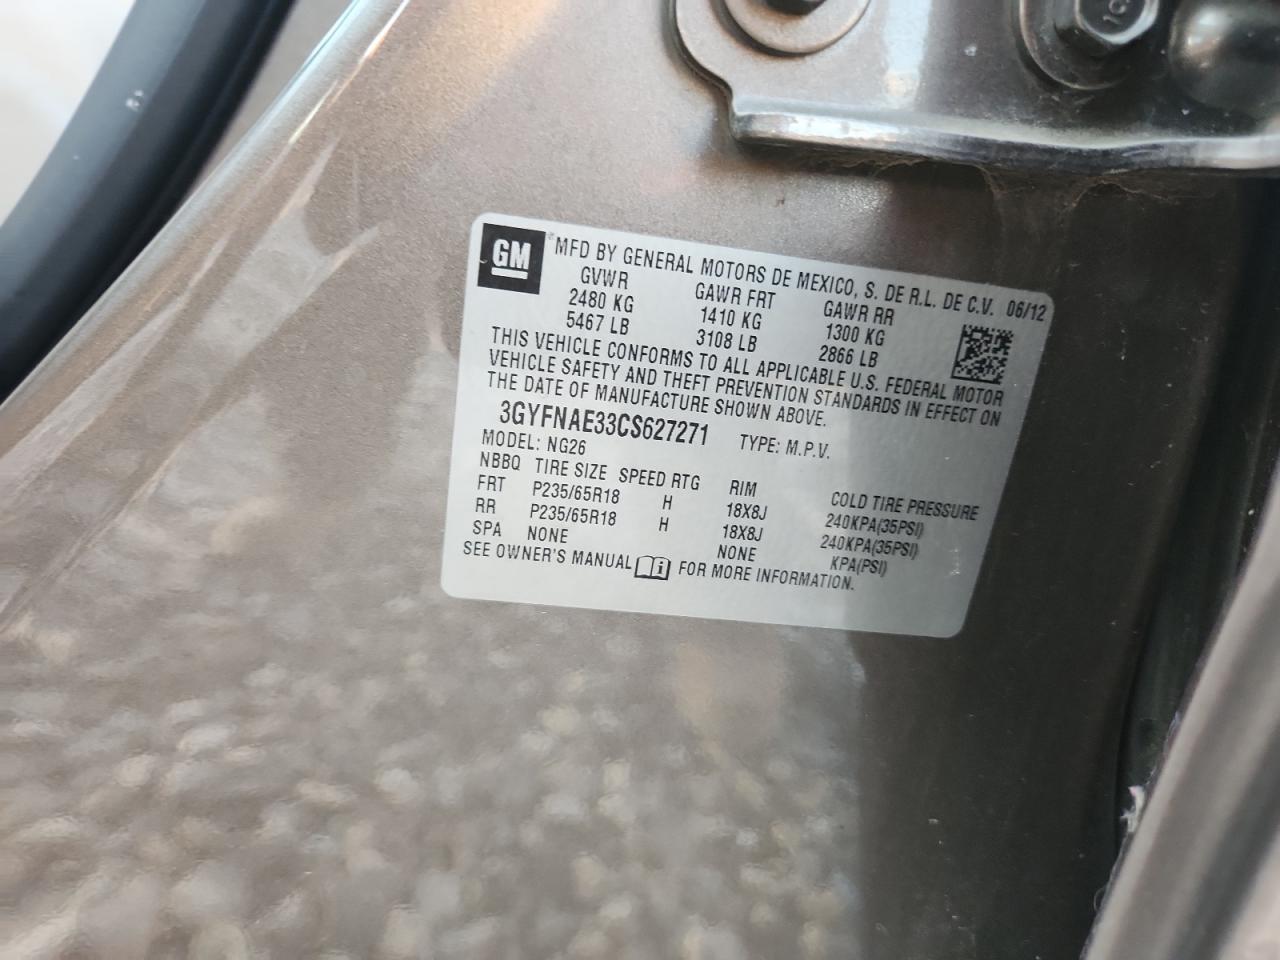 GM ® MFD BY GENERAL MOTORS DE MEXICO, S. DE R.L. DE C.V. 06/12
GVWR GAWR FRT GAWR RR
2480 KG 1410 KG 1300 KG
5467 LB 3108 LB 2866 LB
THIS VEHICLE CONFORMS TO ALL APPLICABLE U.S. FEDERAL MOTOR
VEHICLE SAFETY AND THEFT PREVENTION STANDARDS IN EFFECT ON
THE DATE OF MANUFACTURE SHOWN ABOVE.
3GYFNAE33CS627271 TYPE: M.P.V.
MODEL: NG26
NBBQ TIRE SIZE SPEED RTG RIM COLD TIRE PRESSURE
FRT P235/65R18 H 18X8J 240KPA(35PSI)
RR P235/65R18 H 18X8J 240KPA(35PSI)
SPA NONE NONE KPA(PSI)
SEE OWNER'S MANUAL FOR MORE INFORMATION.